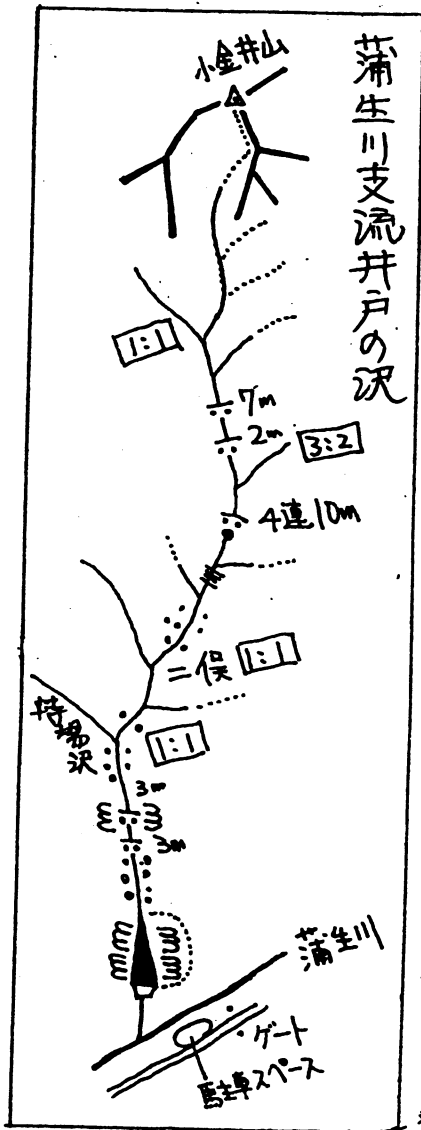 蒲生川支流井戸の沢
小金井山
1:1
7m
2m
3:2
4連10m
二俣
1:1
持場沢
1:1
3m
3m
蒲生川
ゲート
駐車スペース